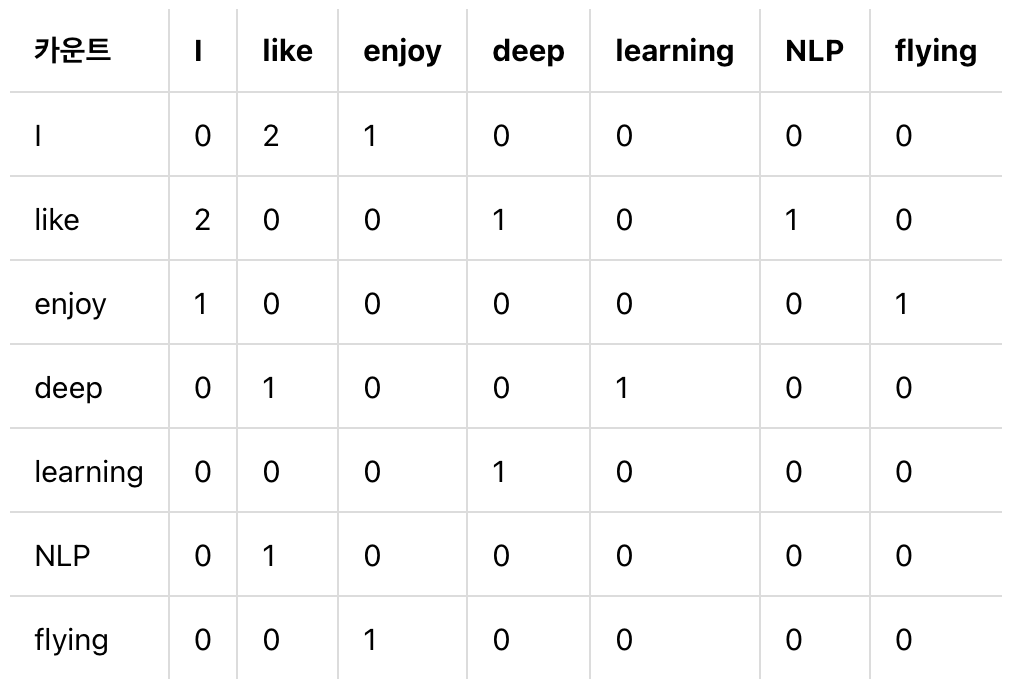 카운트 I like enjoy deep learning NLP flying
I 0 2 1 0 0 0 0
like 2 0 0 1 0 1 0
enjoy 1 0 0 0 0 0 1
deep 0 1 0 0 1 0 0
learning 0 0 0 1 0 0 0
NLP 0 1 0 0 0 0 0
flying 0 0 1 0 0 0 0